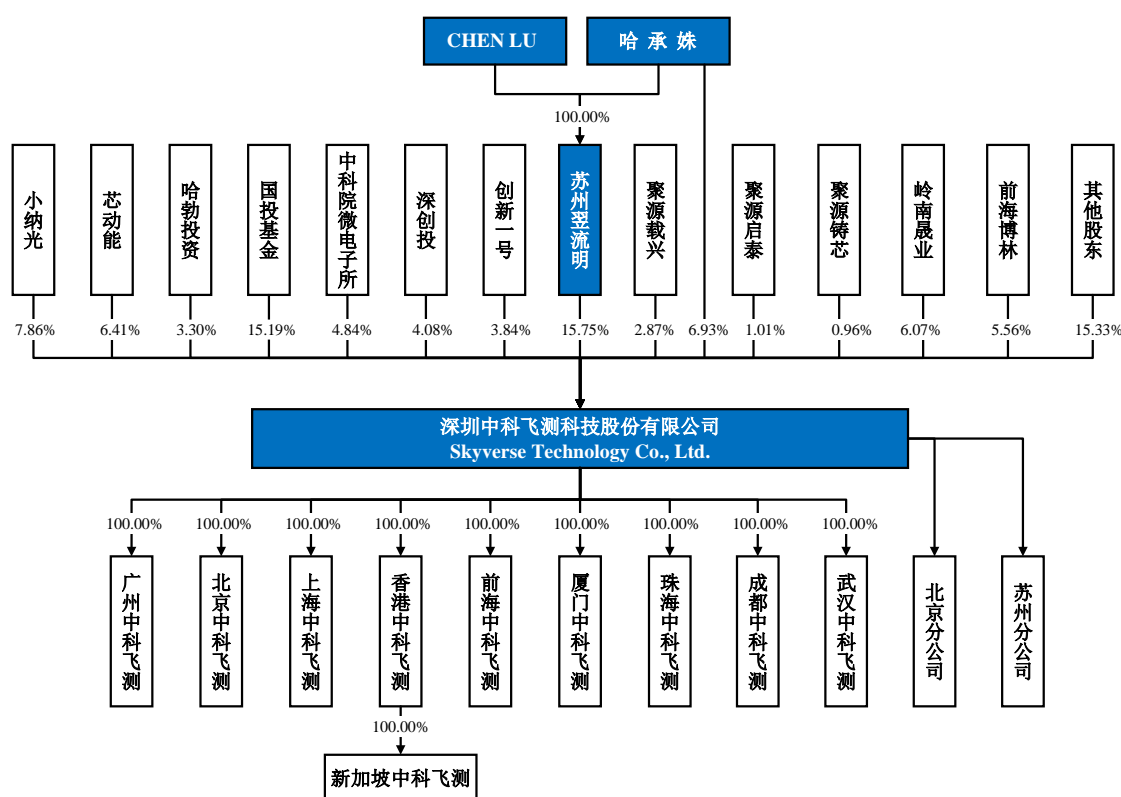 CHEN LU
哈 承 姝
100.00%
小纳光
芯动能
哈勃投资
国投基金
中科院微电子所
深创投
创新一号
苏州翌流明
聚源载兴
聚源启泰
聚源铸芯
岭南晟业
前海博林
其他股东
7.86%
6.41%
3.30%
15.19%
4.84%
4.08%
3.84%
15.75%
2.87%
6.93%
1.01%
0.96%
6.07%
5.56%
15.33%
深圳中科飞测科技股份有限公司
Skyverse Technology Co., Ltd.
100.00%
100.00%
100.00%
100.00%
100.00%
100.00%
100.00%
100.00%
100.00%
广州中科飞测
北京中科飞测
上海中科飞测
香港中科飞测
前海中科飞测
厦门中科飞测
珠海中科飞测
成都中科飞测
武汉中科飞测
北京分公司
苏州分公司
100.00%
新加坡中科飞测